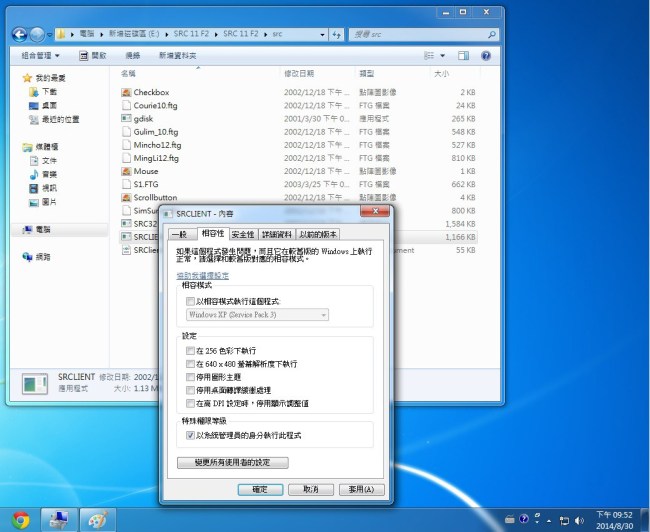 電腦 ▸ 新增磁碟區 (E:) ▸ SRC 11 F2 ▸ SRC 11 F2 ▸ src
搜尋 src
組合管理 開啟 燒錄 新增資料夾
我的最愛
下載
桌面
最近的位置
媒體櫃
文件
音樂
視訊
圖片
電腦
網路
名稱 修改日期 類型 大小
Checkbox 2002/12/18 下午 ... 點陣圖影像 2 KB
Courie10.ftg 2002/12/18 下午 ... FTG 檔案 24 KB
gdisk 2001/3/30 下午 0... 應用程式 265 KB
Gulim_10.ftg 2002/12/18 下午 ... FTG 檔案 548 KB
Mincho12.ftg 2002/12/18 下午 ... FTG 檔案 527 KB
MingLi12.ftg 2002/12/18 下午 ... FTG 檔案 810 KB
Mouse 2002/12/18 下午 ... 點陣圖影像 1 KB
S1.FTG 2003/3/25 下午 0... FTG 檔案 662 KB
Scrollbutton 2002/12/18 下午 ... 點陣圖影像 4 KB
SimSun 800 KB
SRC32 1,584 KB
SRCLIE 1,166 KB
SRClien ument 55 KB
SRCLIENT - 內容
一般 相容性 安全性 詳細資料 以前的版本
如果這個程式發生問題，而且它在較舊版的 Windows 上執行
正常，請選擇和較舊版對應的相容模式。
協助我選擇設定
相容模式
以相容模式執行這個程式:
Windows XP (Service Pack 3)
設定
在 256 色彩下執行
在 640 x 480 螢幕解析度下執行
停用圖形主題
停用桌面轉譯緩衝處理
在高 DPI 設定時，停用顯示調整值
特殊權限等級
以系統管理員的身分執行此程式
變更所有使用者的設定
確定 取消 套用(A)
SRCLIENT 修改日期: 2002/1
應用程式 大小: 1.13 M
下午 09:52
2014/8/30